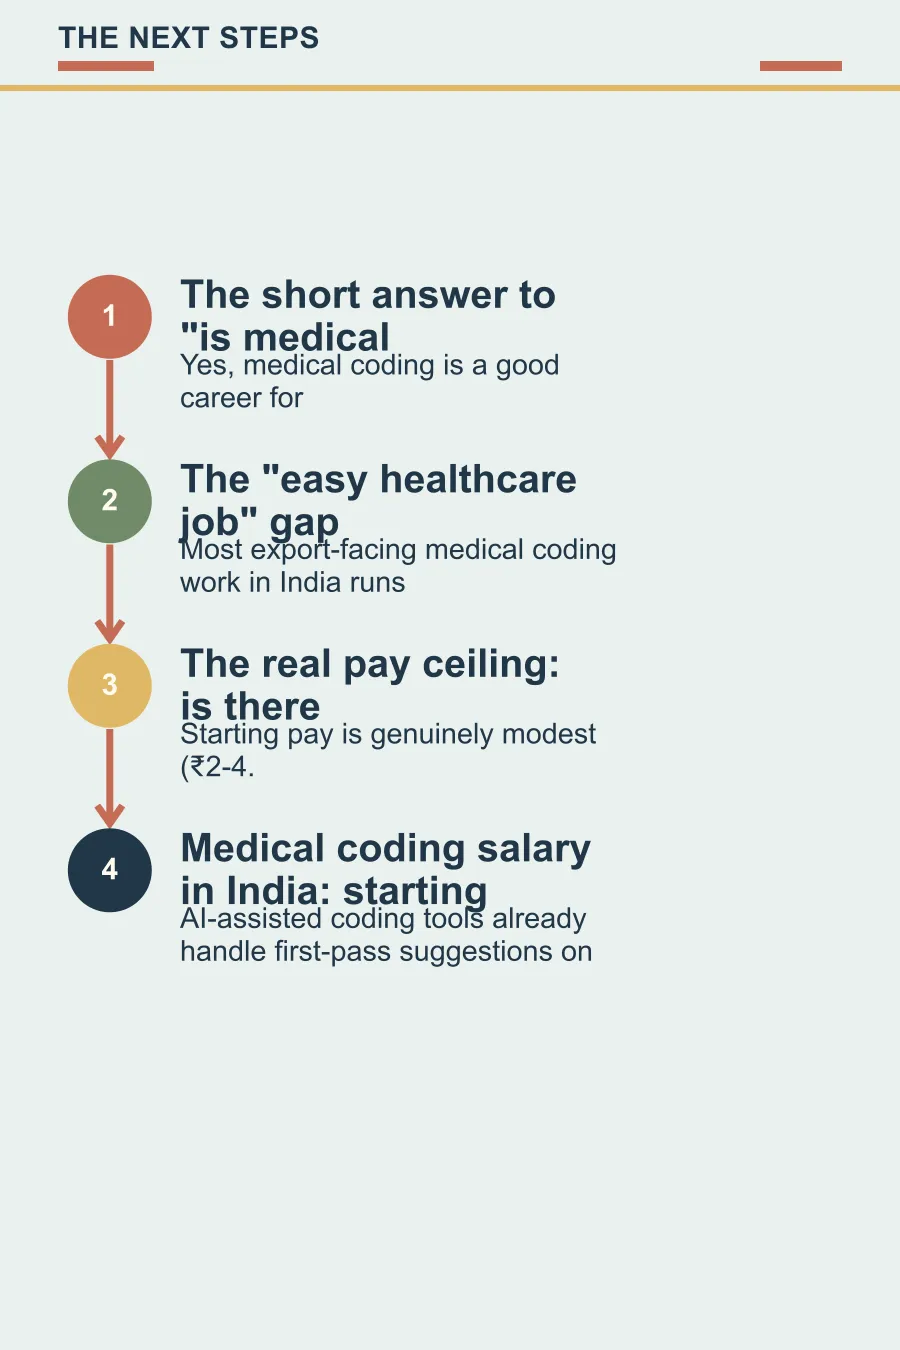 THE NEXT STEPS
1
The short answer to
"is medical
Yes, medical coding is a good
career for
2
The "easy healthcare
job" gap
Most export-facing medical coding
work in India runs
3
The real pay ceiling:
is there
Starting pay is genuinely modest
(₹2-4.
4
Medical coding salary
in India: starting
AI-assisted coding tools already
handle first-pass suggestions on